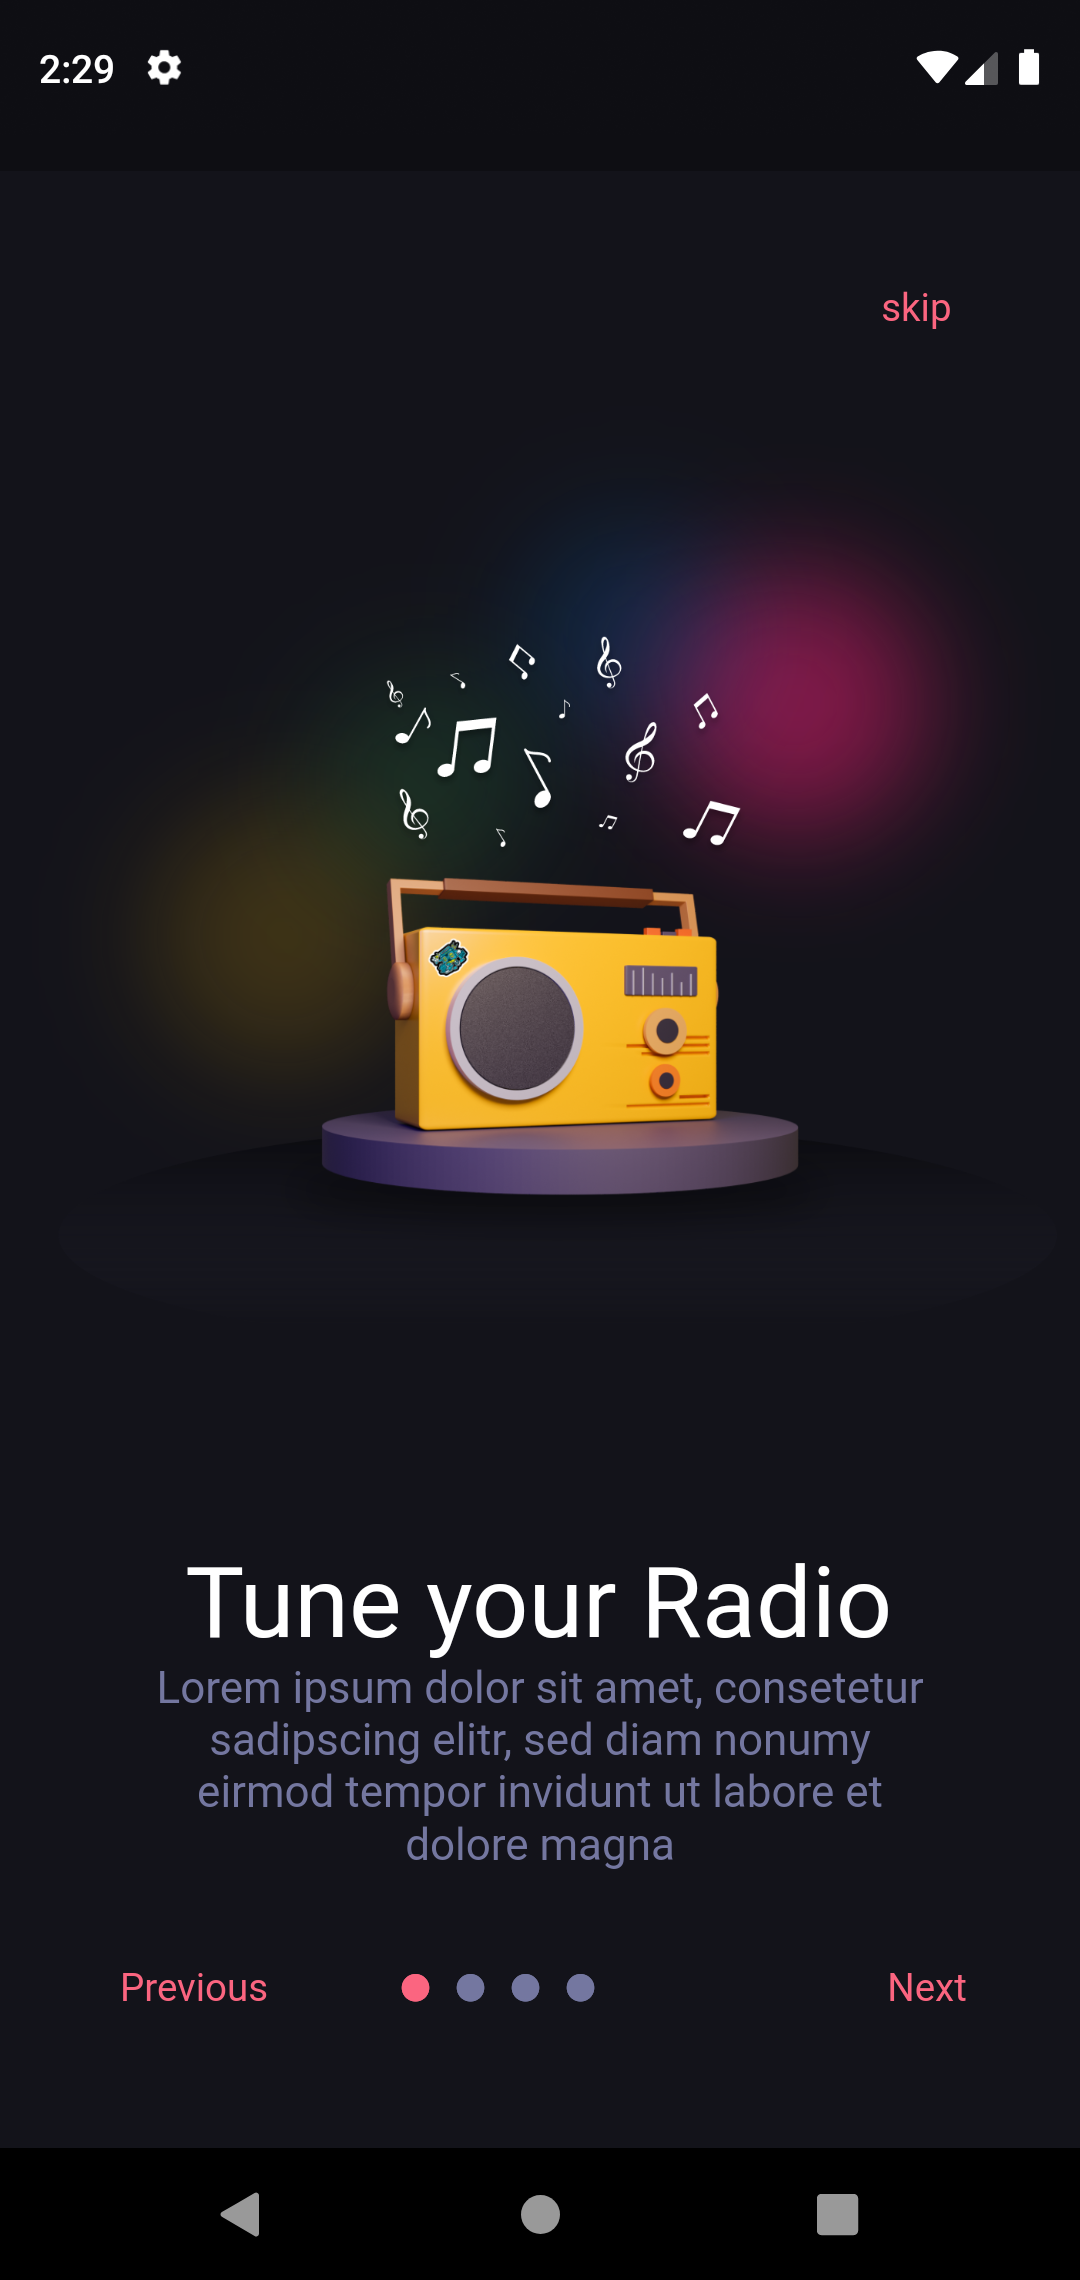 2:29
skip
Tune your Radio
Lorem ipsum dolor sit amet, consetetur
sadipscing elitr, sed diam nonumy
eirmod tempor invidunt ut labore et
dolore magna
Previous
Next